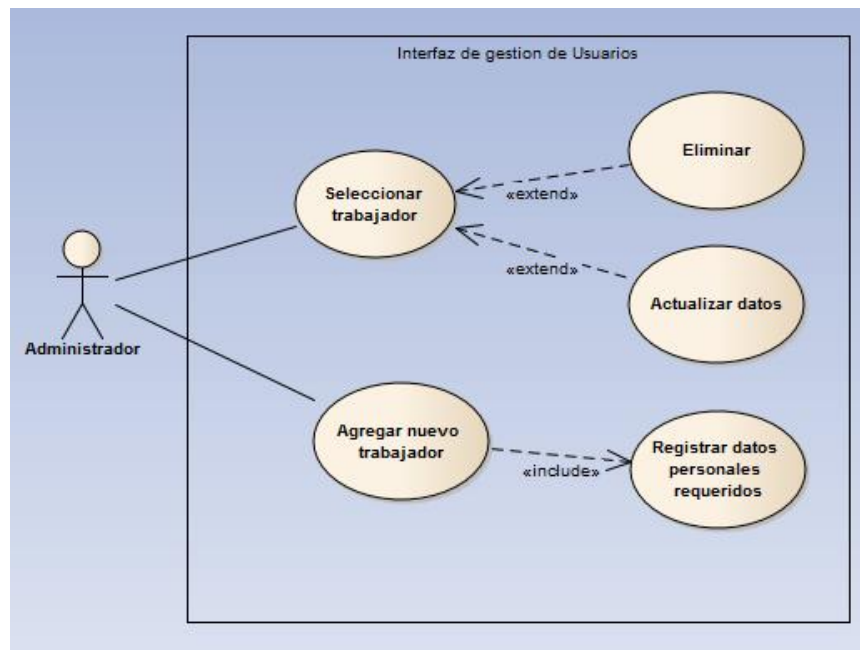 Interfaz de gestion de Usuarios
Eliminar
Seleccionar
trabajador
«extend»
«extend»
Actualizar datos
Administrador
Agregar nuevo
trabajador
Registrar datos
personales
requeridos
«include»